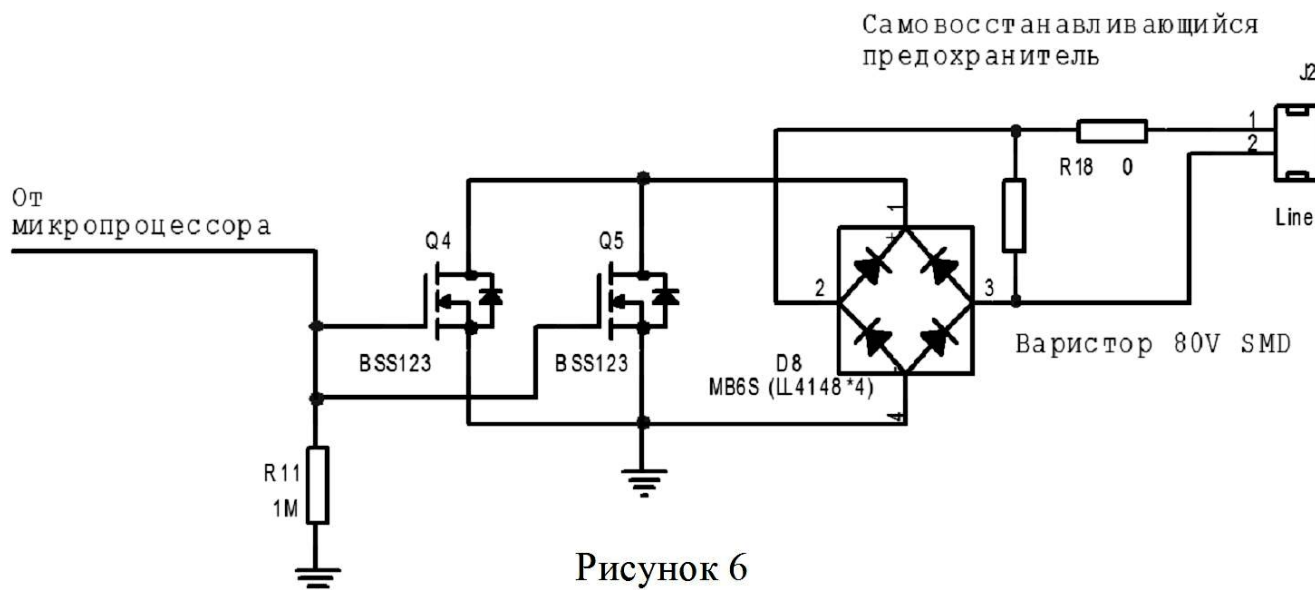 Самовосстанавливающийся
предохранитель
J2
1
2
R18 0
Line
От
микропроцессора
Q4
Q5
1
2
3
BSS123
BSS123
D8
MB6S (LL4148*4)
4
Варистор 80V SMD
R11
1M
Рисунок 6